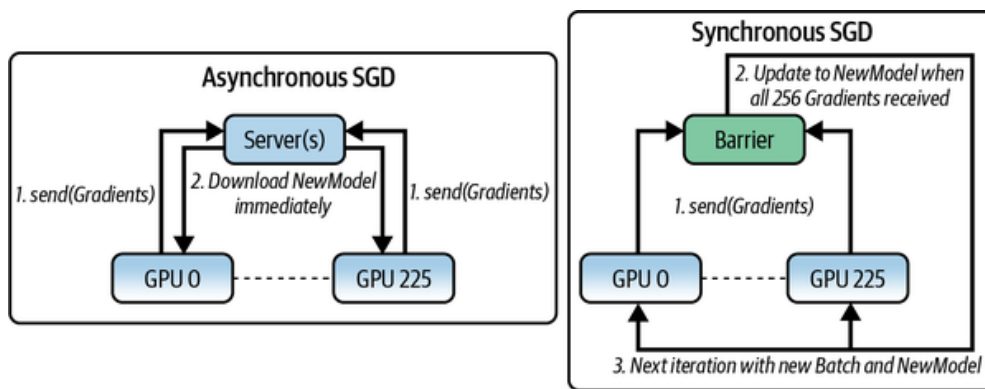 Asynchronous SGD
Server(s)
1. send(Gradients)
2. Download NewModel
immediately
1. send(Gradients)
GPU 0
GPU 225
Synchronous SGD
2. Update to NewModel when
all 256 Gradients received
Barrier
1. send(Gradients)
GPU 0
GPU 225
3. Next iteration with new Batch and NewModel